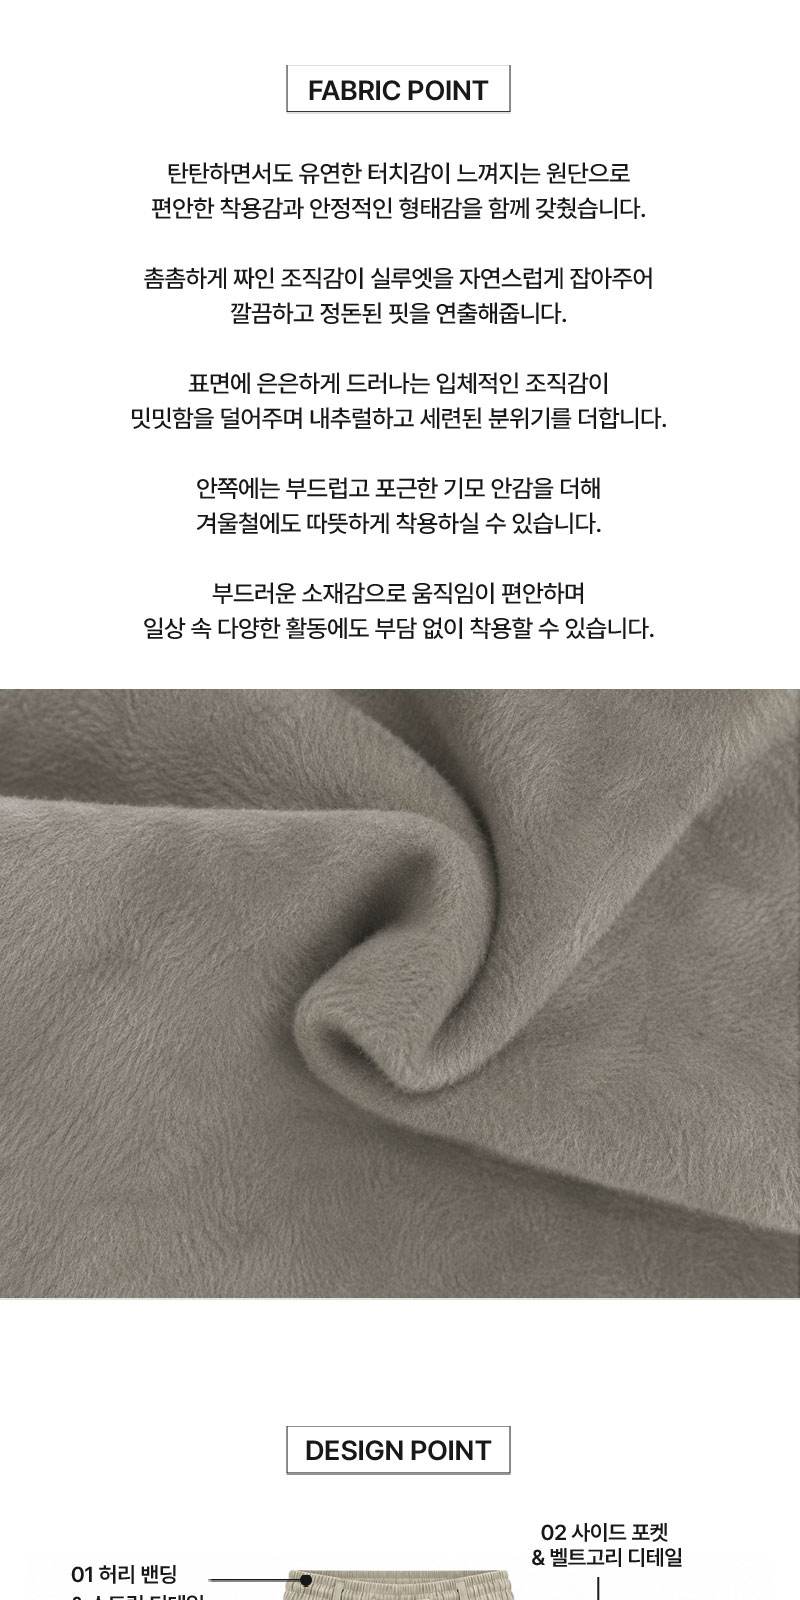 FABRIC POINT
탄탄하면서도 유연한 터치감이 느껴지는 원단으로
편안한 착용감과 안정적인 형태감을 함께 갖췄습니다.
촘촘하게 짜인 조직감이 실루엣을 자연스럽게 잡아주어
깔끔하고 정돈된 핏을 연출해줍니다.
표면에 은은하게 드러나는 입체적인 조직감이
밋밋함을 덜어주며 내추럴하고 세련된 분위기를 더합니다.
안쪽에는 부드럽고 포근한 기모 안감을 더해
겨울철에도 따뜻하게 착용하실 수 있습니다.
부드러운 소재감으로 움직임이 편안하며
일상 속 다양한 활동에도 부담 없이 착용할 수 있습니다.
DESIGN POINT
02 사이드 포켓
& 벨트고리 디테일
01 허리 밴딩